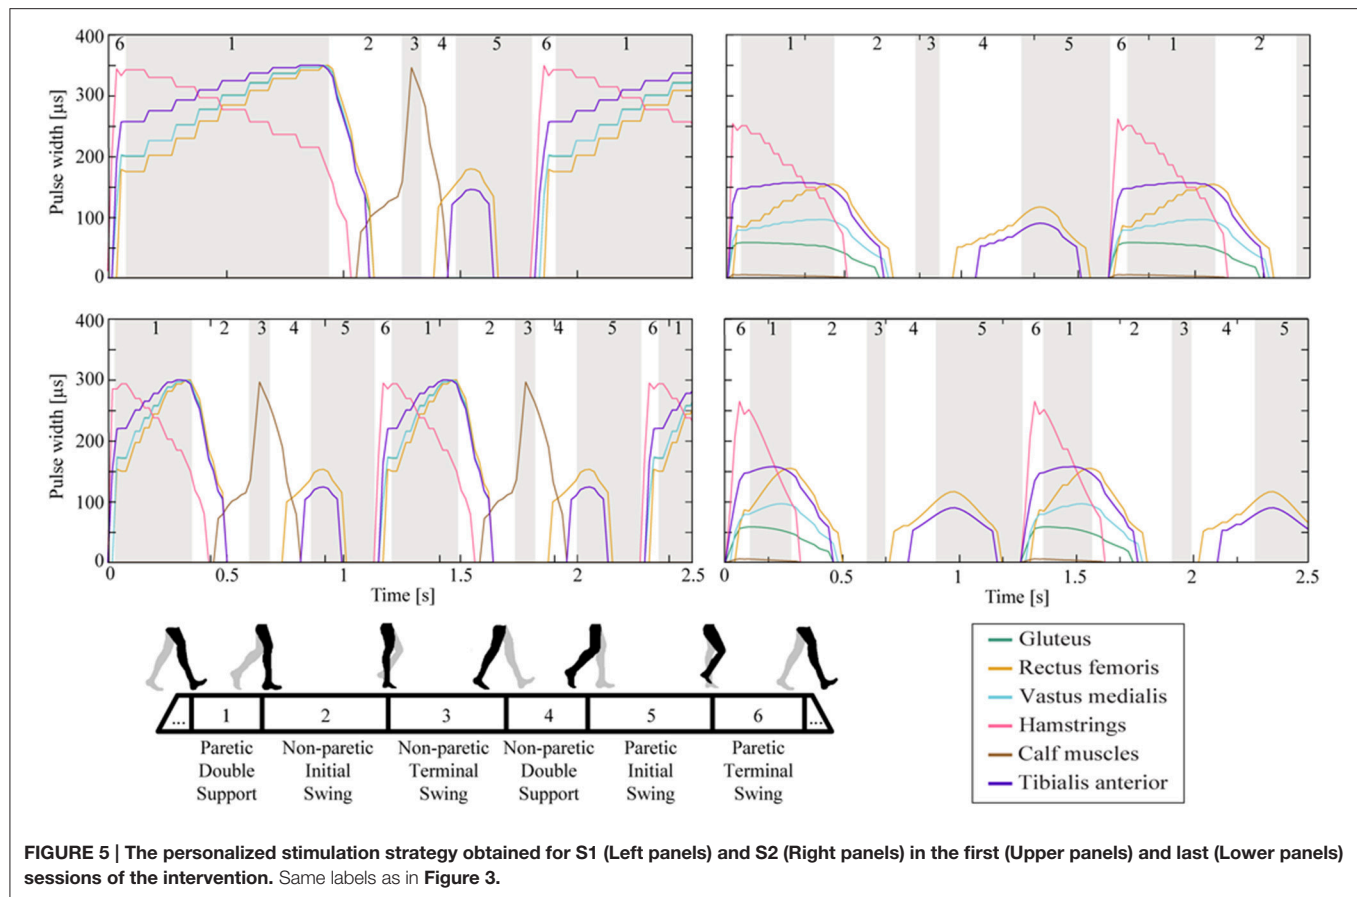 400
300
200
100
0
Pulse width [µs]
6 1 2 3 4 5 6 1
1 2 3 4 5 6 1 2
400
300
200
100
0
Pulse width [µs]
1 2 3 4 5 6 1 2 3 4 5 6 1
6 1 2 3 4 5 6 1 2 3 4 5
0 0.5 1 1.5 2 2.5
0 0.5 1 1.5 2 2.5
Time [s]
Time [s]
... 1 2 3 4 5 6 ...
Paretic Double Support
Non-paretic Initial Swing
Non-paretic Terminal Swing
Non-paretic Double Support
Paretic Initial Swing
Paretic Terminal Swing
Gluteus
Rectus femoris
Vastus medialis
Hamstrings
Calf muscles
Tibialis anterior
FIGURE 5 | The personalized stimulation strategy obtained for S1 (Left panels) and S2 (Right panels) in the first (Upper panels) and last (Lower panels)
sessions of the intervention. Same labels as in Figure 3.